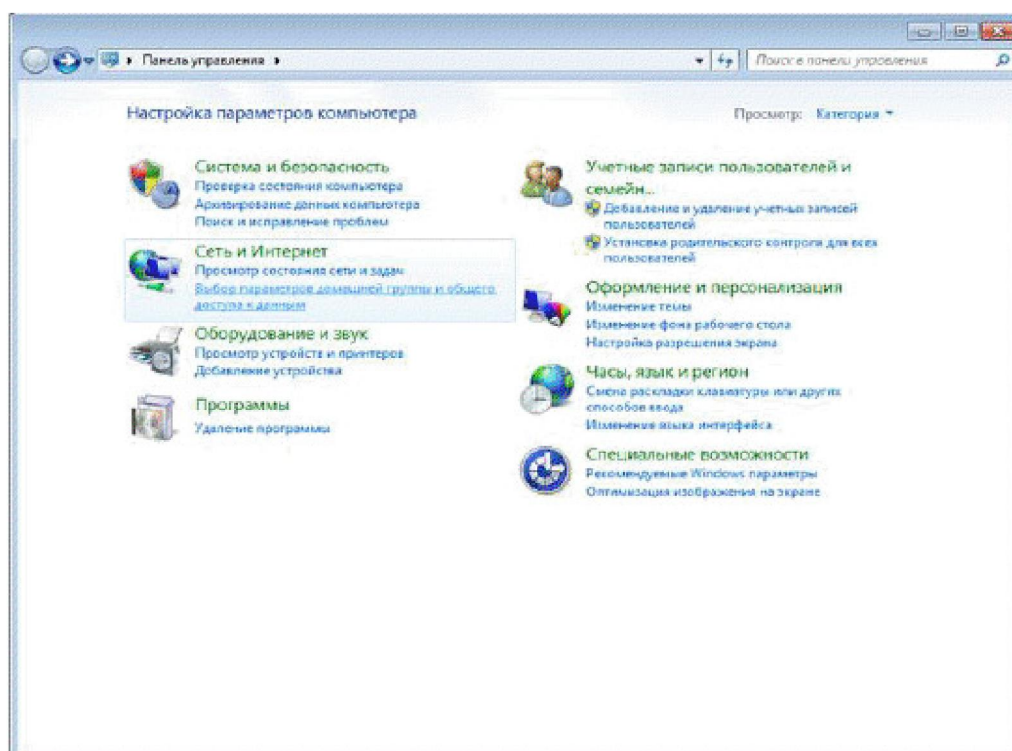 Панель управления
Поиск в панели управления
Настройка параметров компьютера
Просмотр: Категория
Система и безопасность
Проверка состояния компьютера
Архивирование данных компьютера
Поиск и исправление проблем
Сеть и Интернет
Просмотр состояния сети и задач
Выбор параметров домашней группы и общего
доступа к данным
Оборудование и звук
Просмотр устройств и принтеров
Добавление устройства
Программы
Удаление программы
Учетные записи пользователей и
семейн...
Добавление и удаление учетных записей
пользователей
Установка родительского контроля для всех
пользователей
Оформление и персонализация
Изменение темы
Изменение фона рабочего стола
Настройка разрешения экрана
Часы, язык и регион
Смена раскладки клавиатуры или других
способов ввода
Изменение языка интерфейса
Специальные возможности
Рекомендуемые Windows параметры
Оптимизация изображения на экране